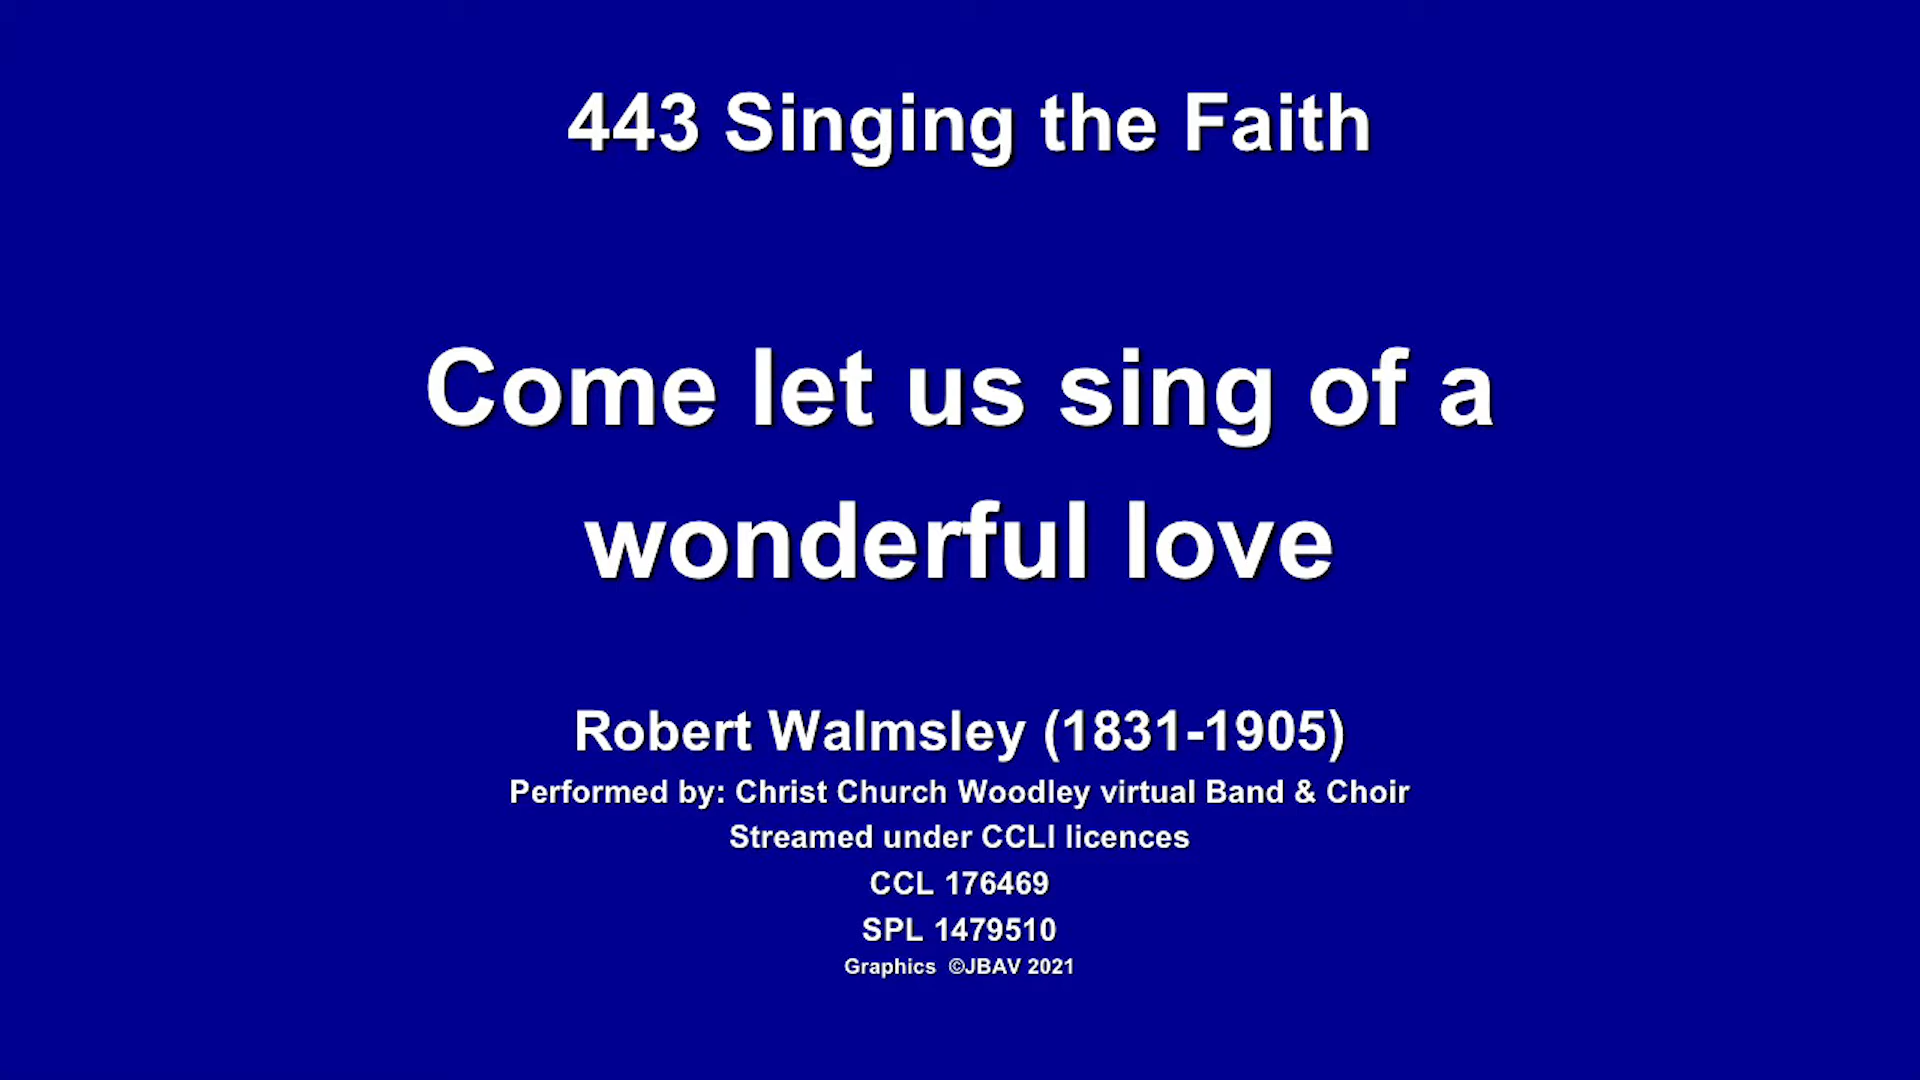 443 Singing the Faith
Come let us sing of a
wonderful love
Robert Walmsley (1831-1905)
Performed by: Christ Church Woodley virtual Band & Choir
Streamed under CCLI licences
CCL 176469
SPL 1479510
Graphics ©JBAV 2021